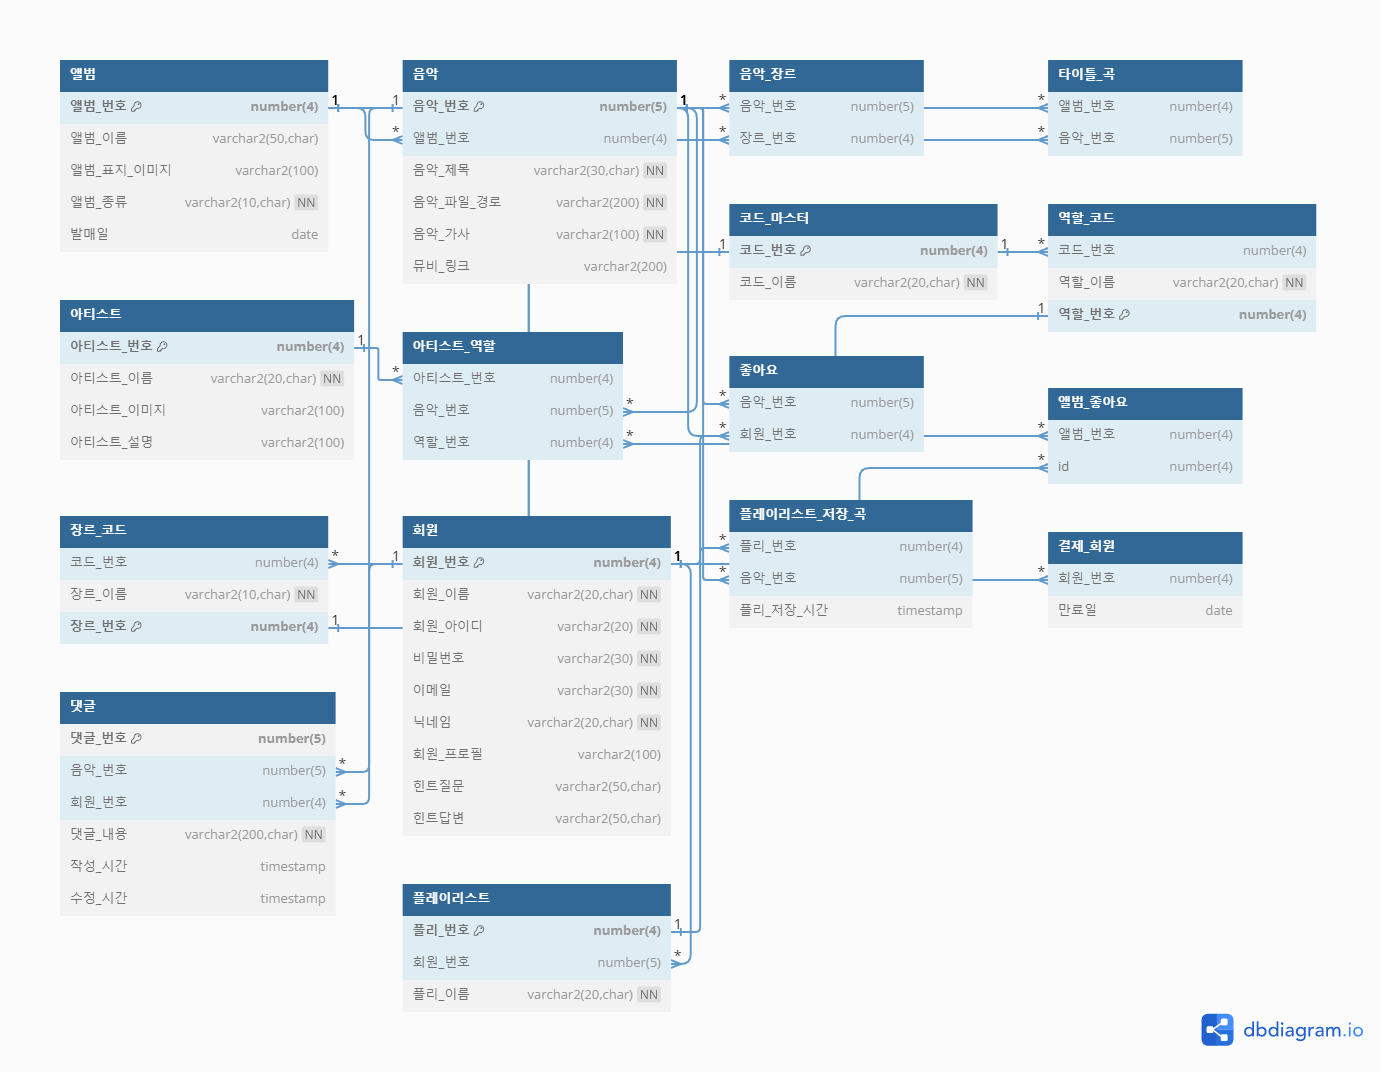 앨범
앨범_번호 number(4)
앨범_이름 varchar2(50,char)
앨범_표지_이미지 varchar2(100)
앨범_종류 varchar2(10,char) NN
발매일 date
1
음악
1 음악_번호 number(5)
* 앨범_번호 number(4)
음악_제목 varchar2(30,char) NN
음악_파일_경로 varchar2(200) NN
음악_가사 varchar2(100) NN
뮤비_링크 varchar2(200)
1
음악_장르
* 음악_번호 number(5)
* 장르_번호 number(4)
타이틀_곡
* 앨범_번호 number(4)
* 음악_번호 number(5)
코드_마스터
1 코드_번호 number(4) 1
코드_이름 varchar2(20,char) NN
역할_코드
* 코드_번호 number(4)
역할_이름 varchar2(20,char) NN
1 역할_번호 number(4)
아티스트
아티스트_번호 number(4) 1
아티스트_이름 varchar2(20,char) NN
아티스트_이미지 varchar2(100)
아티스트_설명 varchar2(100)
아티스트_역할
* 아티스트_번호 number(4)
음악_번호 number(5) *
역할_번호 number(4) *
좋아요
* 음악_번호 number(5)
* 회원_번호 number(4)
앨범_좋아요
* 앨범_번호 number(4)
* id number(4)
장르_코드
코드_번호 number(4) *
장르_이름 varchar2(10,char) NN
장르_번호 number(4) 1
회원
1 회원_번호 number(4) 1
회원_이름 varchar2(20,char) NN
회원_아이디 varchar2(20) NN
비밀번호 varchar2(30) NN
이메일 varchar2(30) NN
닉네임 varchar2(20,char) NN
회원_프로필 varchar2(100)
힌트질문 varchar2(50,char)
힌트답변 varchar2(50,char)
플레이리스트_저장_곡
* 플리_번호 number(4)
* 음악_번호 number(5)
플리_저장_시간 timestamp
결제_회원
* 회원_번호 number(4)
만료일 date
댓글
댓글_번호 number(5)
음악_번호 number(5) *
회원_번호 number(4) *
댓글_내용 varchar2(200,char) NN
작성_시간 timestamp
수정_시간 timestamp
플레이리스트
플리_번호 number(4) 1
회원_번호 number(5) *
플리_이름 varchar2(20,char) NN
dbdiagram.io